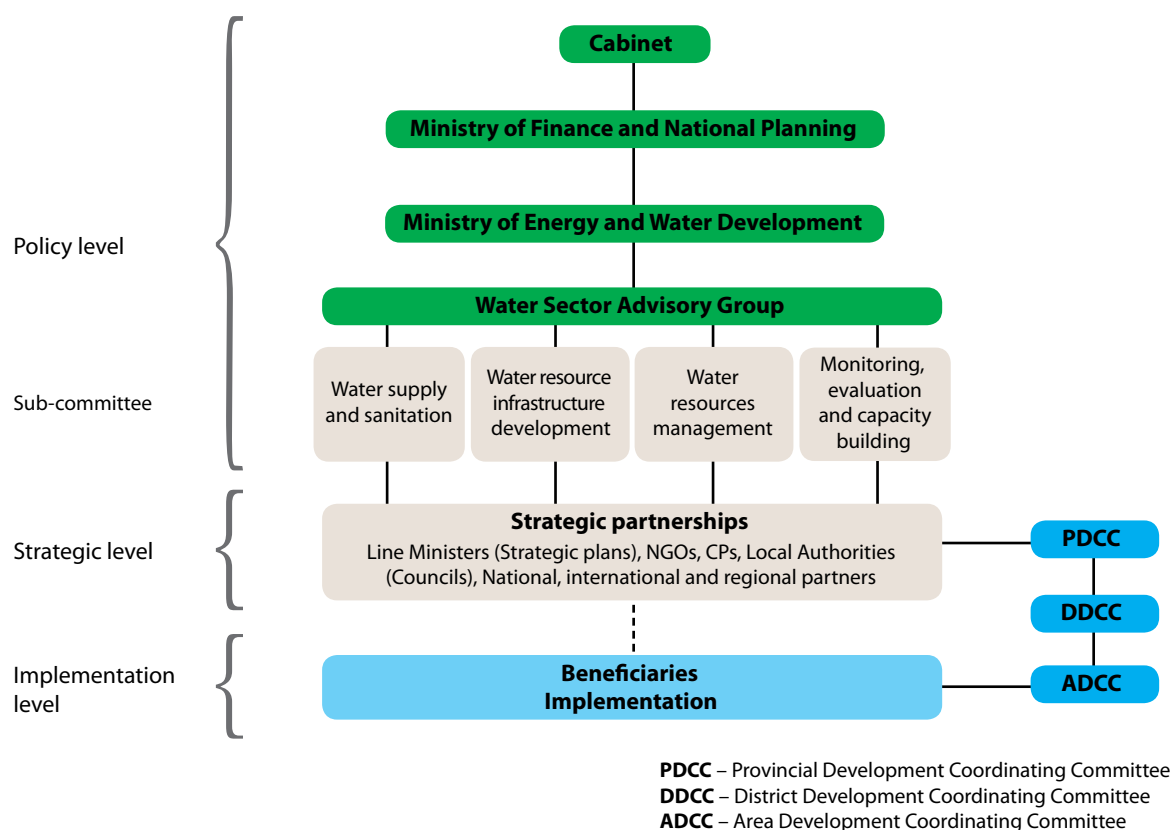 Cabinet
Ministry of Finance and National Planning
Ministry of Energy and Water Development
Policy level
Water Sector Advisory Group
Sub-committee
Water supply
and sanitation
Water resource
infrastructure
development
Water
resources
management
Monitoring,
evaluation
and capacity
building
Strategic level
Strategic partnerships
Line Ministers (Strategic plans), NGOs, CPs, Local Authorities
(Councils), National, international and regional partners
PDCC
DDCC
Implementation
level
Beneficiaries
Implementation
ADCC
PDCC – Provincial Development Coordinating Committee
DDCC – District Development Coordinating Committee
ADCC – Area Development Coordinating Committee